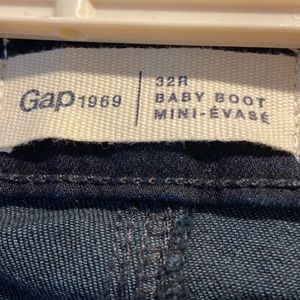 Gap 1969
32R
BABY BOOT
MINI-ÉVASÉ